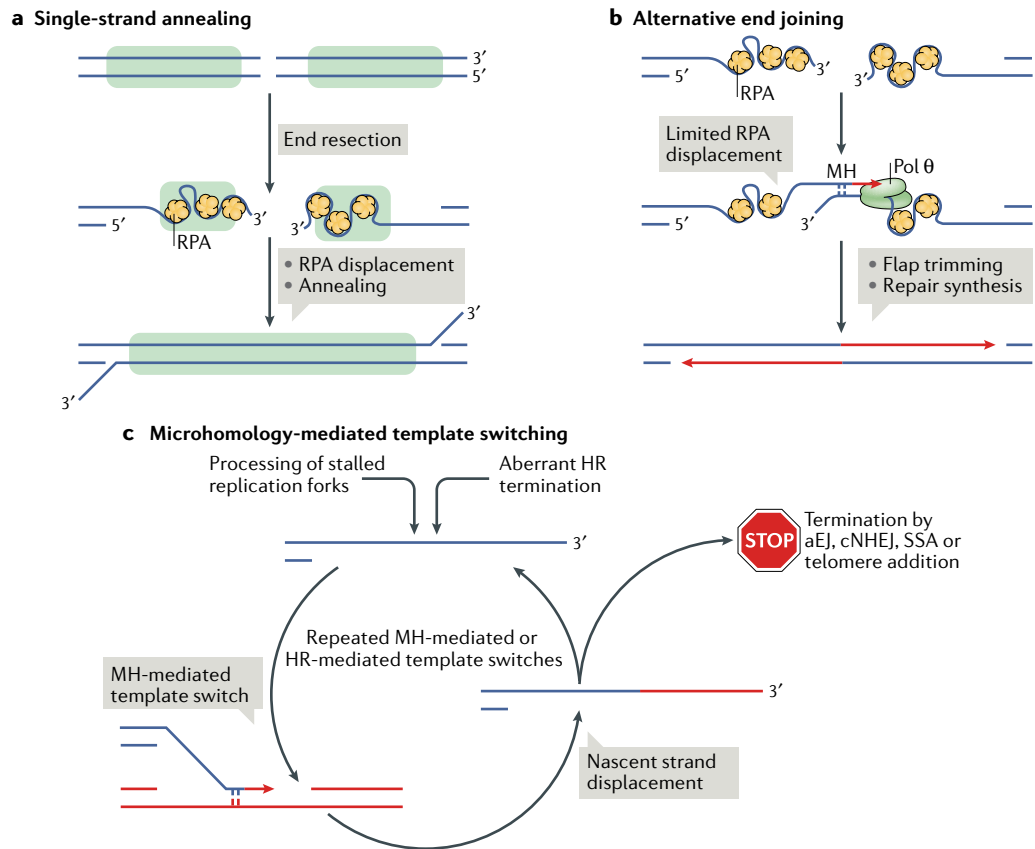 a Single-strand annealing
3′
5′
End resection
5′
RPA
3′
3′
• RPA displacement
• Annealing
3′
3′
b Alternative end joining
5′
RPA
3′
3′
5′
Limited RPA
displacement
MH
Pol θ
5′
3′
5′
• Flap trimming
• Repair synthesis
c Microhomology-mediated template switching
Processing of stalled
replication forks
Aberrant HR
termination
3′
STOP
Termination by
aEJ, cNHEJ, SSA or
telomere addition
Repeated MH-mediated or
HR-mediated template switches
MH-mediated
template switch
3′
Nascent strand
displacement